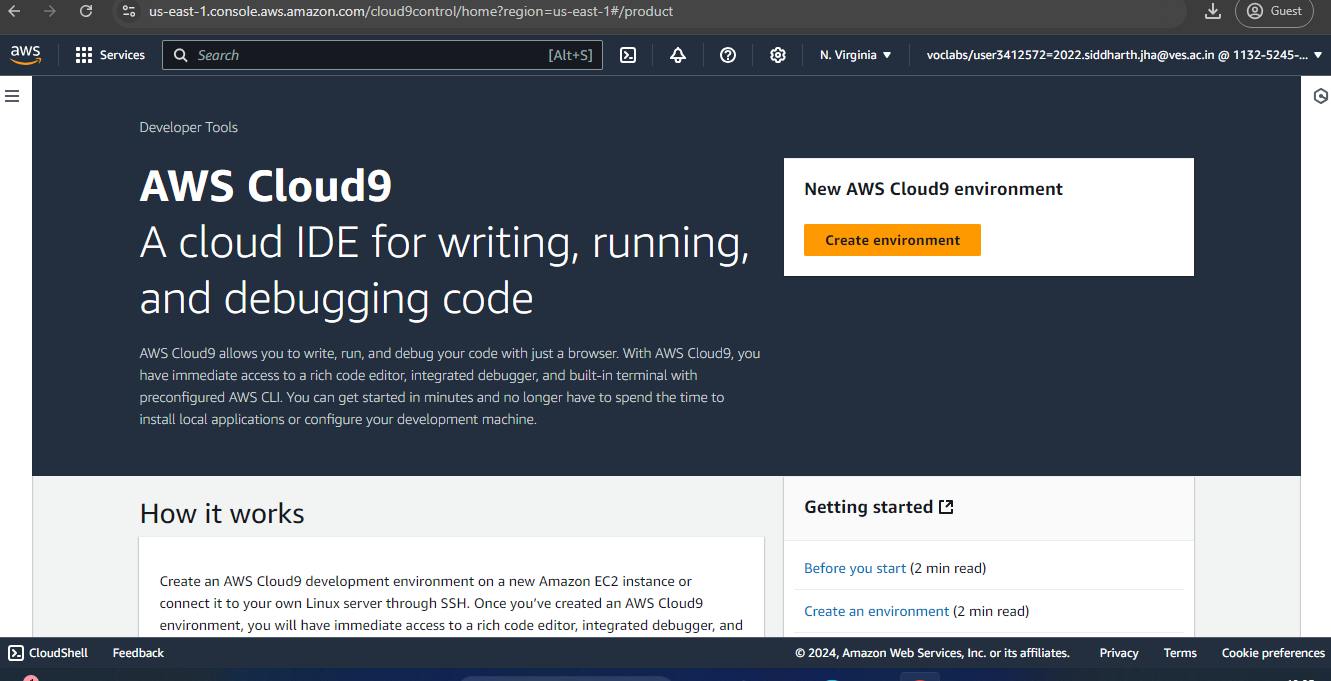 us-east-1.console.aws.amazon.com/cloud9control/home?region=us-east-1#/product
Guest
aws
Services
Search
[Alt+S]
N. Virginia
voclabs/user3412572=2022.siddharth.jha@ves.ac.in @ 1132-5245-...
Developer Tools
AWS Cloud9
A cloud IDE for writing, running,
and debugging code
AWS Cloud9 allows you to write, run, and debug your code with just a browser. With AWS Cloud9, you
have immediate access to a rich code editor, integrated debugger, and built-in terminal with
preconfigured AWS CLI. You can get started in minutes and no longer have to spend the time to
install local applications or configure your development machine.
New AWS Cloud9 environment
Create environment
How it works
Create an AWS Cloud9 development environment on a new Amazon EC2 instance or
connect it to your own Linux server through SSH. Once you’ve created an AWS Cloud9
environment, you will have immediate access to a rich code editor, integrated debugger, and
Getting started
Before you start (2 min read)
Create an environment (2 min read)
CloudShell
Feedback
© 2024, Amazon Web Services, Inc. or its affiliates.
Privacy
Terms
Cookie preferences